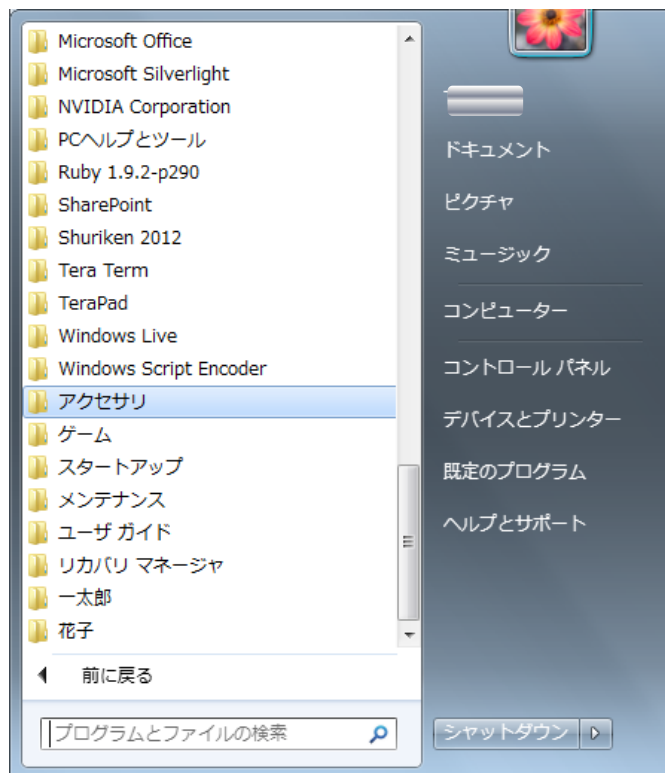 Microsoft Office
Microsoft Silverlight
NVIDIA Corporation
PCヘルプとツール
Ruby 1.9.2-p290
SharePoint
Shuriken 2012
Tera Term
TeraPad
Windows Live
Windows Script Encoder
アクセサリ
ゲーム
スタートアップ
メンテナンス
ユーザ ガイド
リカバリ マネージャ
一太郎
花子
前に戻る
プログラムとファイルの検索
ドキュメント
ピクチャ
ミュージック
コンピューター
コントロール パネル
デバイスとプリンター
既定のプログラム
ヘルプとサポート
シャットダウン